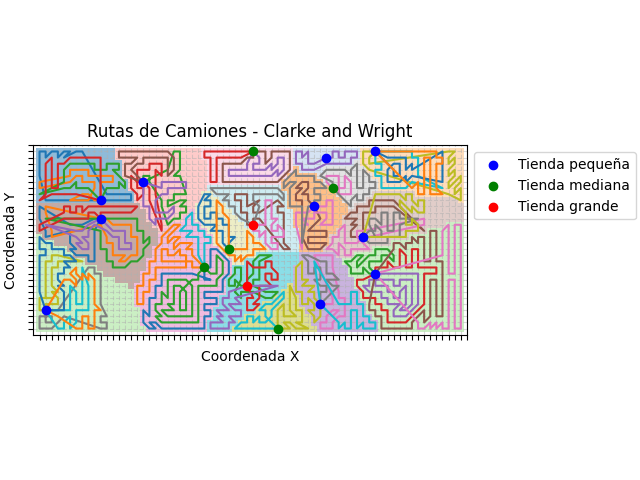 Rutas de Camiones - Clarke and Wright
Tienda pequeña
Tienda mediana
Tienda grande
Coordenada Y
Coordenada X